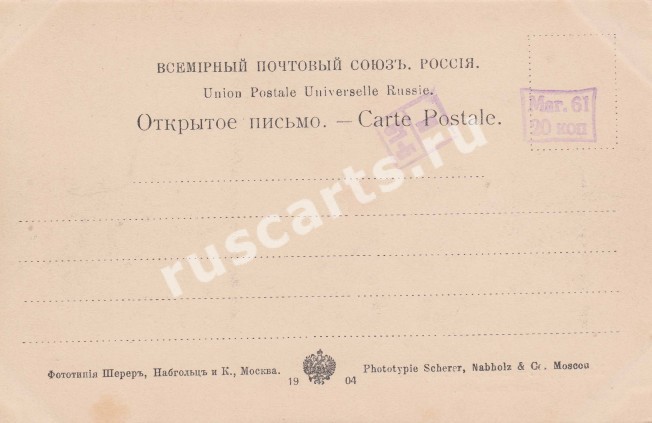 ВСЕМІРНЫЙ ПОЧТОВЫЙ СОЮЗЪ. РОССІЯ.
Union Postale Universelle Russie.
Открытое письмо. — Carte Postale.
Маг. 61
20 коп
ruscarts.ru
Фототипія Шереръ, Набгольцъ и К., Москва.
19 04
Phototypie Scherer, Nabholz & Co. Moscou